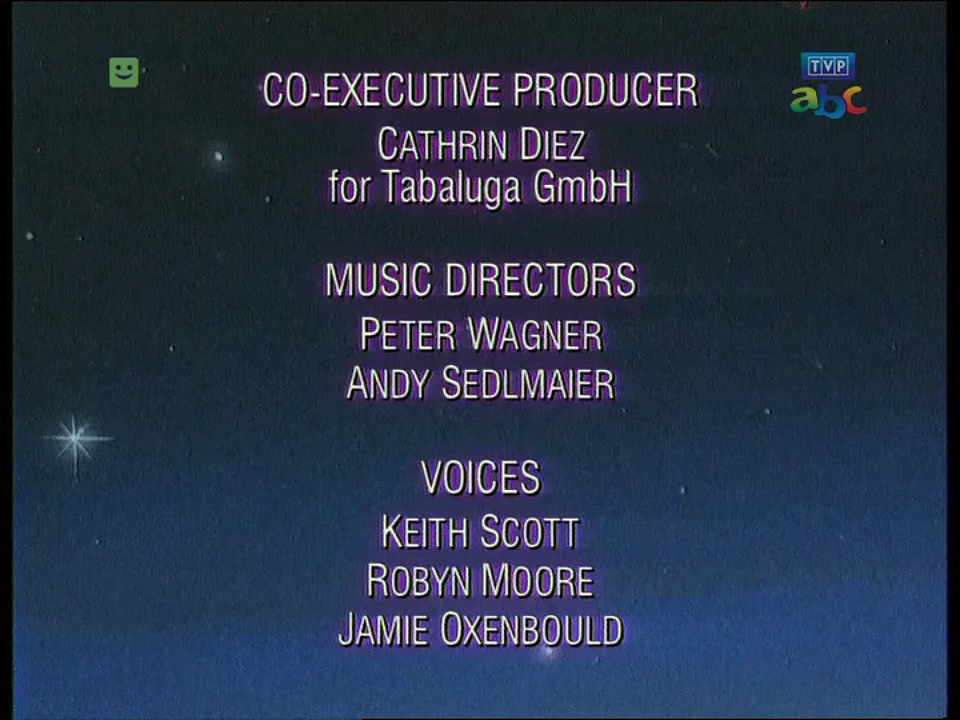 TVP
abc
CO-EXECUTIVE PRODUCER
CATHRIN DIEZ
for Tabaluga GmbH
MUSIC DIRECTORS
PETER WAGNER
ANDY SEDLMAIER
VOICES
KEITH SCOTT
ROBYN MOORE
JAMIE OXENBOULD